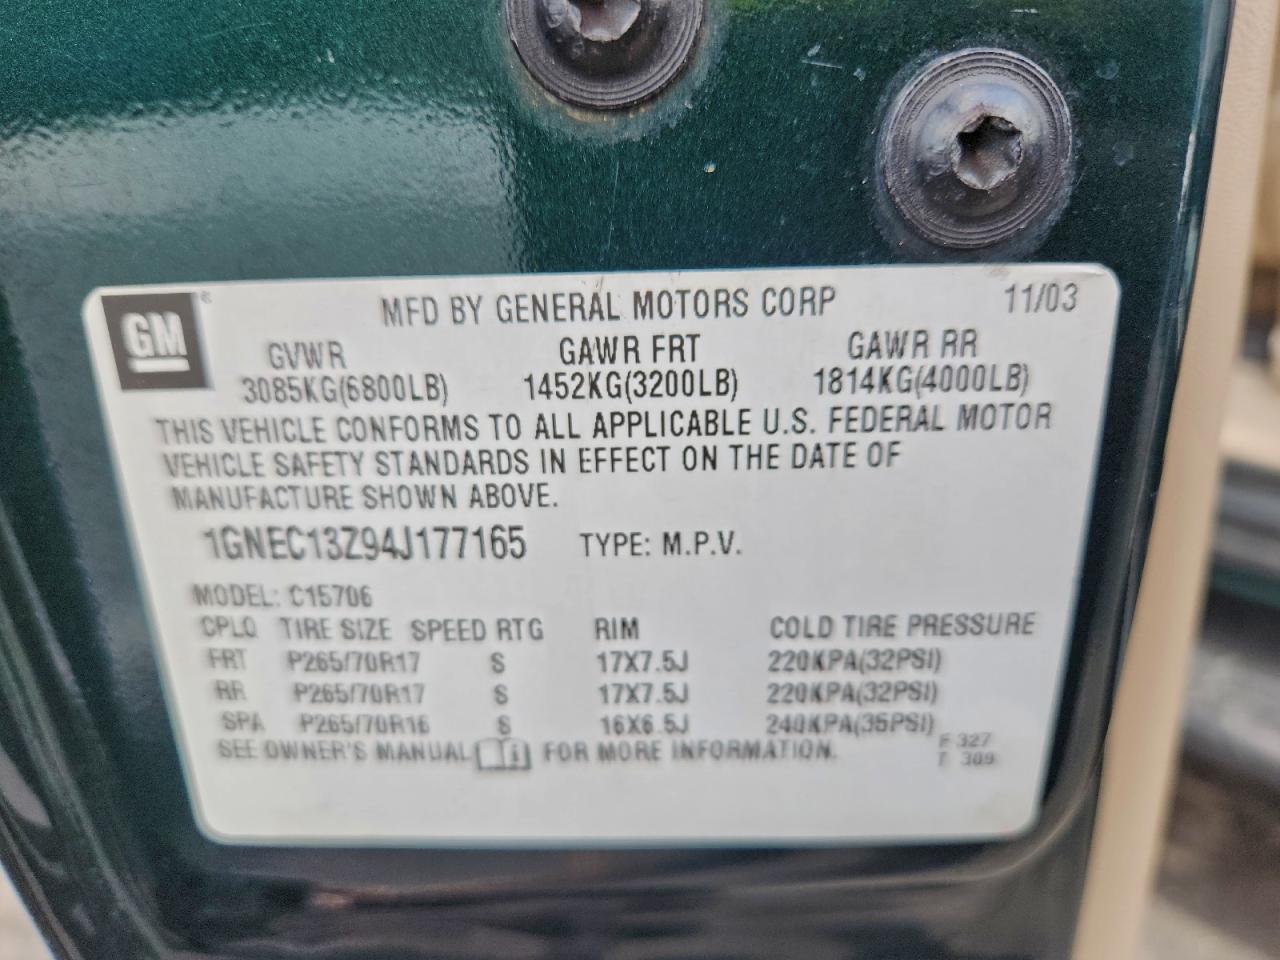 GM® MFD BY GENERAL MOTORS CORP 11/03
GVWR GAWR FRT GAWR RR
3085KG(6800LB) 1452KG(3200LB) 1814KG(4000LB)
THIS VEHICLE CONFORMS TO ALL APPLICABLE U.S. FEDERAL MOTOR
VEHICLE SAFETY STANDARDS IN EFFECT ON THE DATE OF
MANUFACTURE SHOWN ABOVE.
1GNEC13Z94J177165 TYPE: M.P.V.
MODEL: C15706
CPLQ TIRE SIZE SPEED RTG RIM COLD TIRE PRESSURE
FRT P265/70R17 S 17X7.5J 220KPA(32PSI)
RR P265/70R17 S 17X7.5J 220KPA(32PSI)
SPA P265/70R16 S 16X6.5J 240KPA(35PSI)
SEE OWNER'S MANUAL FOR MORE INFORMATION.
F 327
T 309